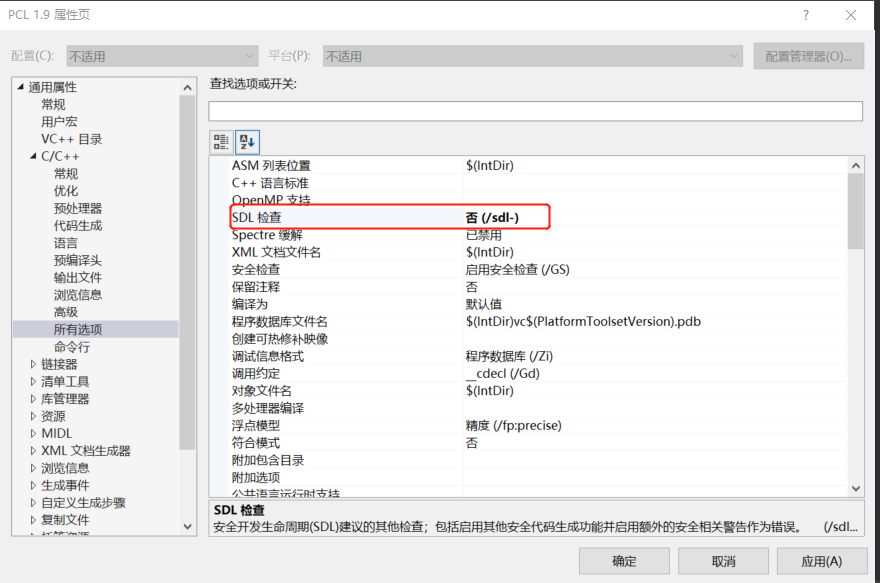 PCL 1.9 属性页
配置(C): 不适用 平台(P): 不适用 配置管理器(O)...
查找选项或开关:
通用属性
常规
用户宏
VC++ 目录
C/C++
常规
优化
预处理器
代码生成
语言
预编译头
输出文件
浏览信息
高级
所有选项
命令行
链接器
清单工具
库管理器
资源
MIDL
XML 文档生成器
浏览信息
生成事件
自定义生成步骤
复制文件
ASM 列表位置 $(IntDir)
C++ 语言标准
OpenMP 支持
SDL 检查 否 (/sdl-)
Spectre 缓解 已禁用
XML 文档文件名 $(IntDir)
安全检查 启用安全检查 (/GS)
保留注释 否
编译为 默认值
程序数据库文件名 $(IntDir)vc$(PlatformToolsetVersion).pdb
创建可热修补映像
调试信息格式 程序数据库 (/Zi)
调用约定 __cdecl (/Gd)
对象文件名 $(IntDir)
多处理器编译
浮点模型 精度 (/fp:precise)
符合模式 否
附加包含目录
附加选项
公共语言运行时支持
SDL 检查
安全开发生命周期(SDL)建议的其他检查；包括启用其他安全代码生成功能并启用额外的安全相关警告作为错误。 (/sdl...
确定 取消 应用(A)